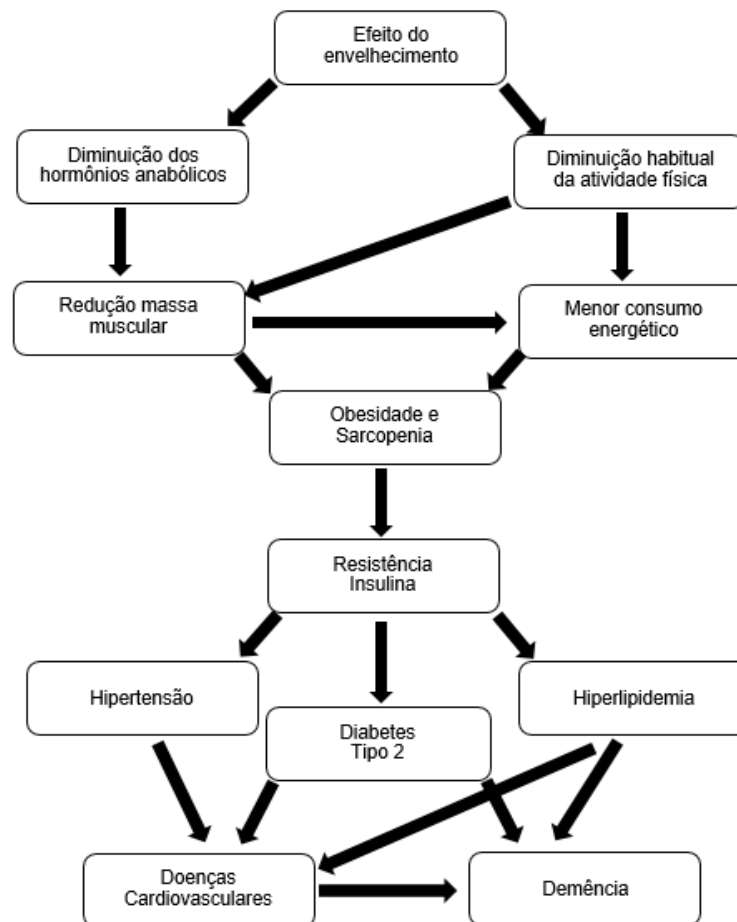 Efeito do
envelhecimento
Diminuição dos
hormônios anabólicos
Diminuição habitual
da atividade física
Redução massa
muscular
Menor consumo
energético
Obesidade e
Sarcopenia
Resistência
Insulina
Hipertensão
Diabetes
Tipo 2
Hiperlipidemia
Doenças
Cardiovasculares
Demência